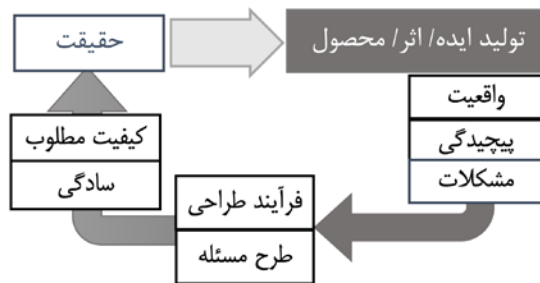 تولید ایده/ اثر/ محصول
حقیقت
واقعیت
پیچیدگی
مشکلات
کیفیت مطلوب
سادگی
فرآیند طراحی
طرح مسئله